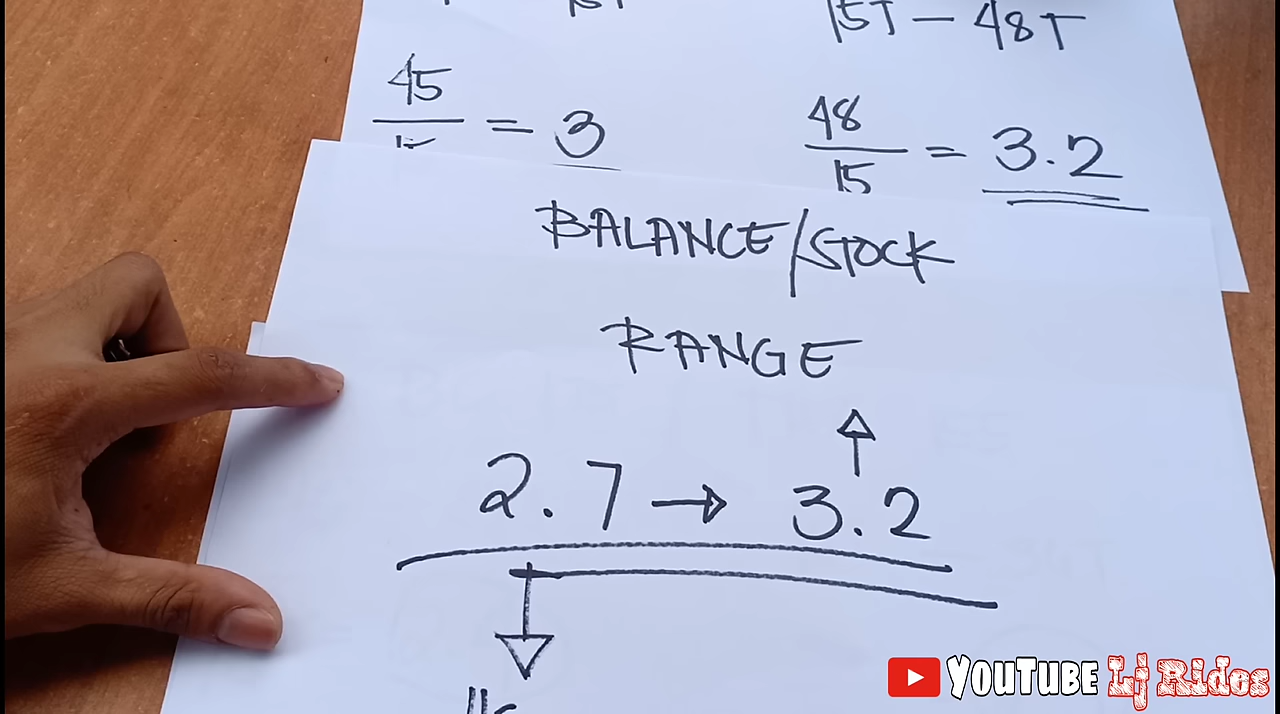 15T - 48T
45
= 3
48
/15 = 3.2
BALANCE/STOCK
RANGE
2.7 → 3.2
YouTube Lj Rides